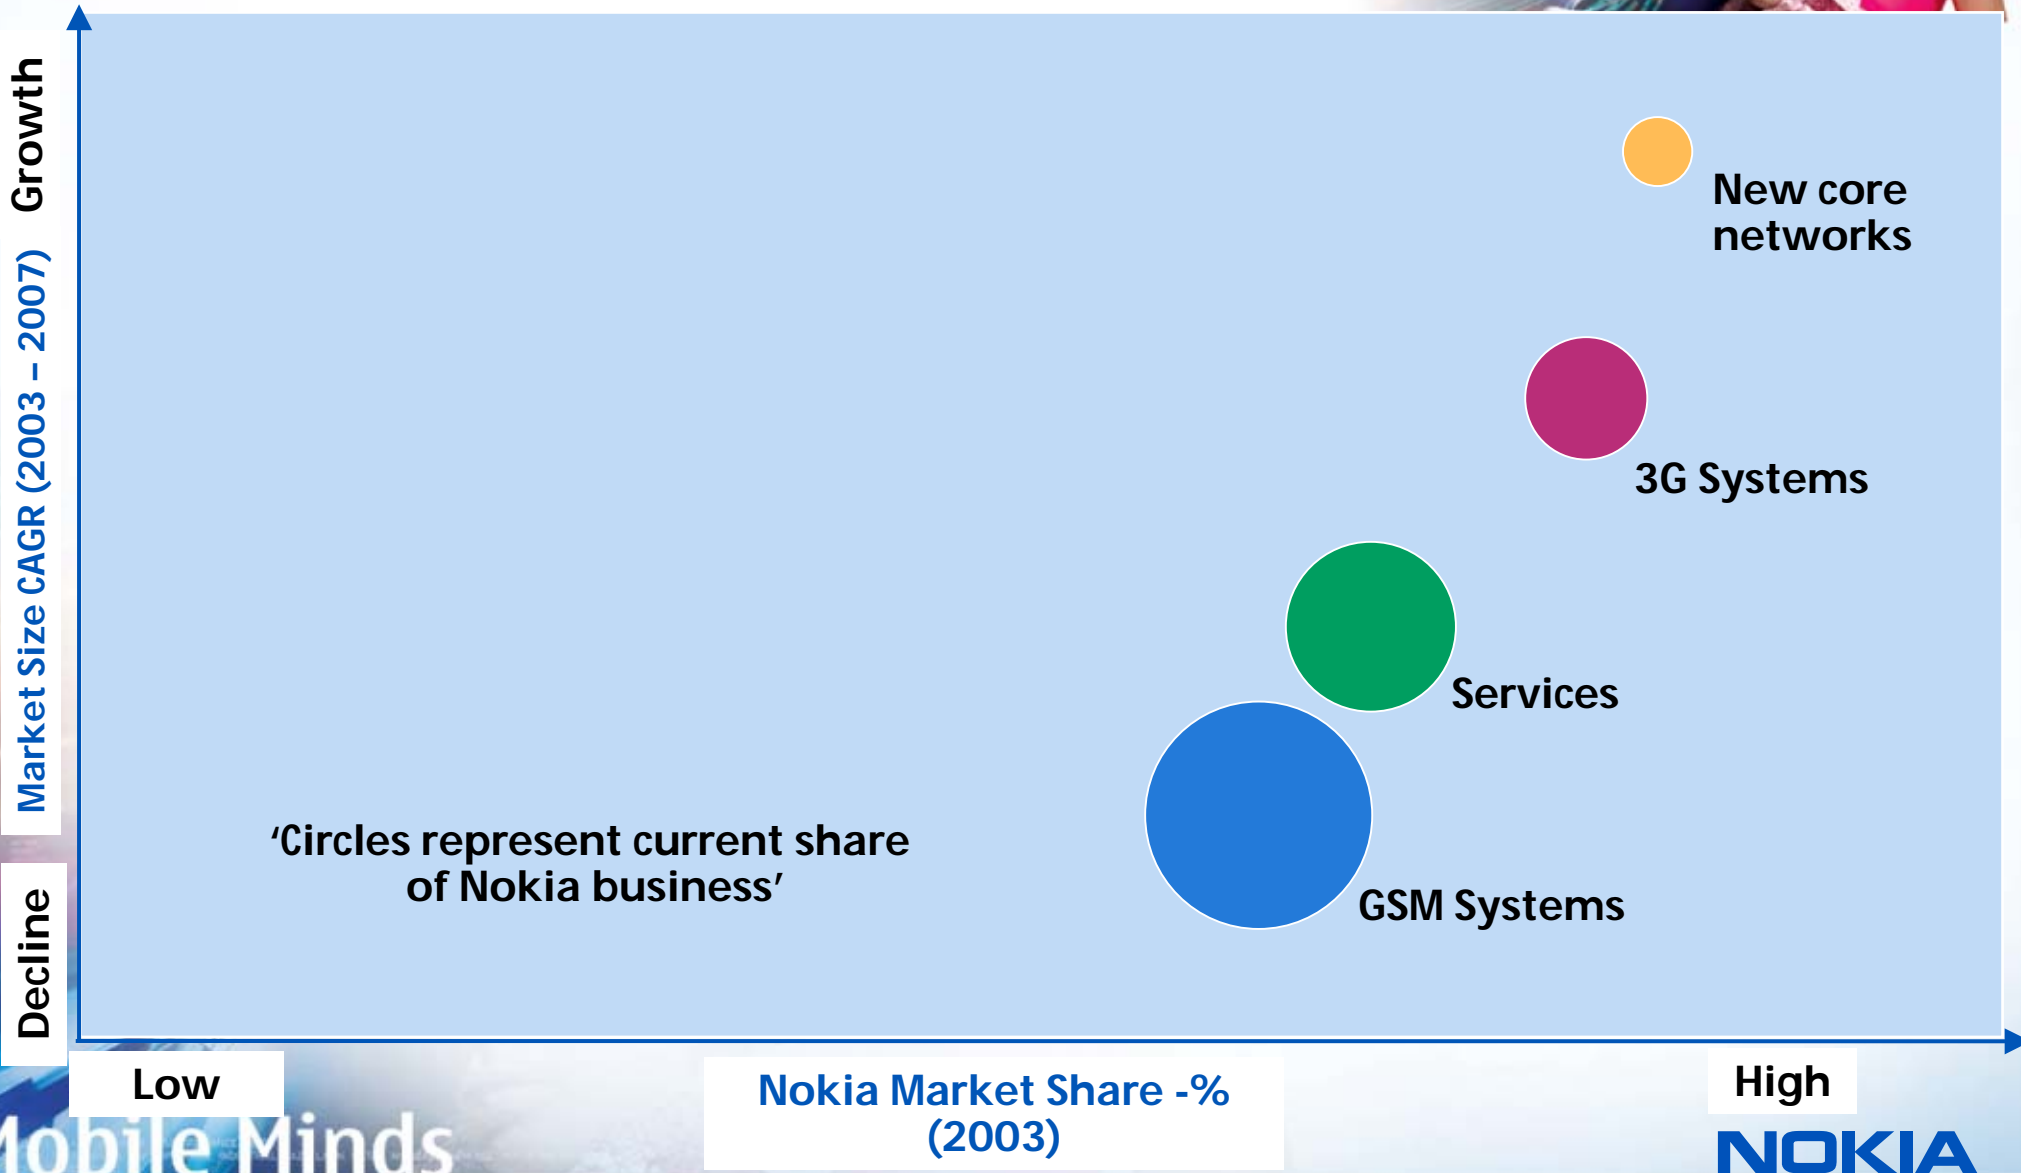 Growth
Market Size CAGR (2003 – 2007)
Decline
New core
networks
3G Systems
Services
GSM Systems
‘Circles represent current share
of Nokia business’
Low
Nokia Market Share -%
(2003)
High
Mobile Minds
NOKIA